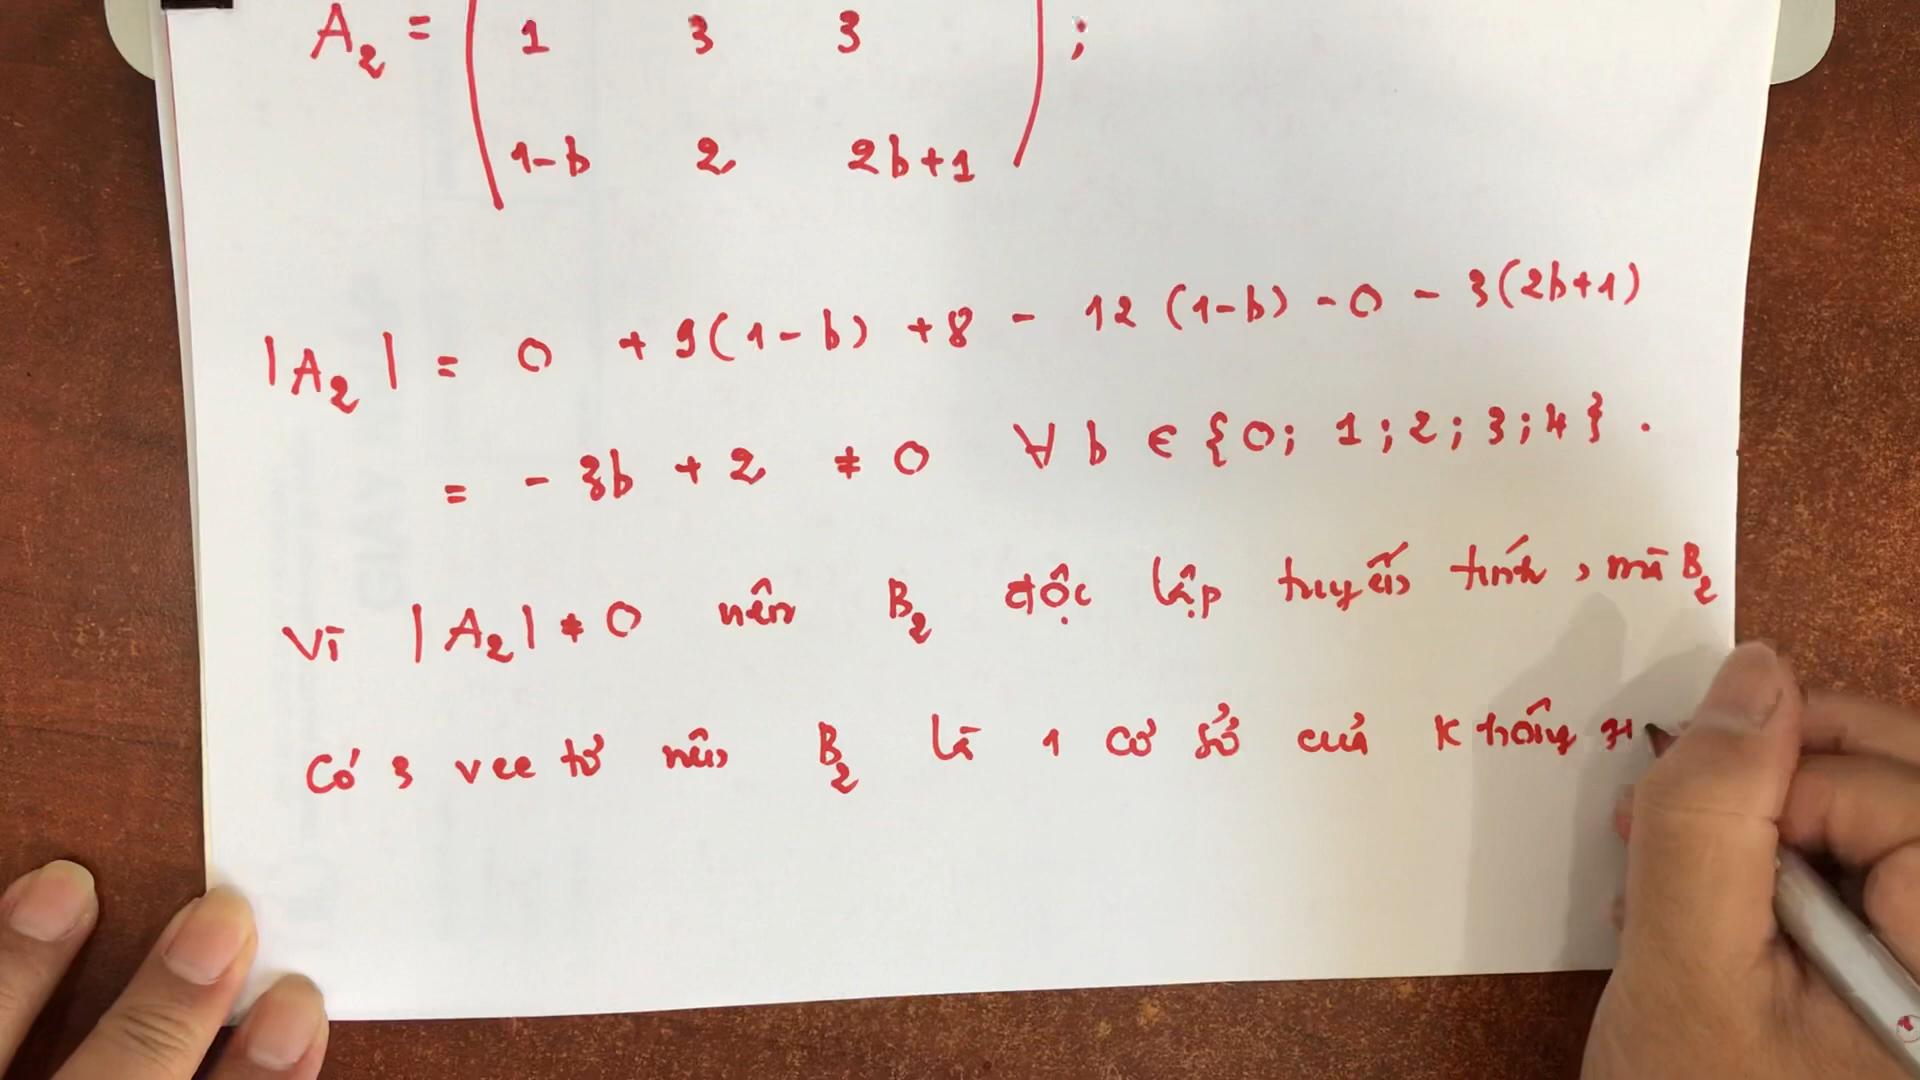 A₂ = ( 1 3 3 ;
1-b 2 2b+1 )
|A₂| = 0 + 9(1-b) + 8 - 12(1-b) - 0 - 3(2b+1)
= -3b + 2 ≠ 0 ∀ b ∈ {0; 1; 2; 3; 4}.
Vì |A₂| ≠ 0 nên B₂ độc lập tuyến tính, mà B₂
Có 3 vec tơ nên B₂ là 1 cơ sở của không